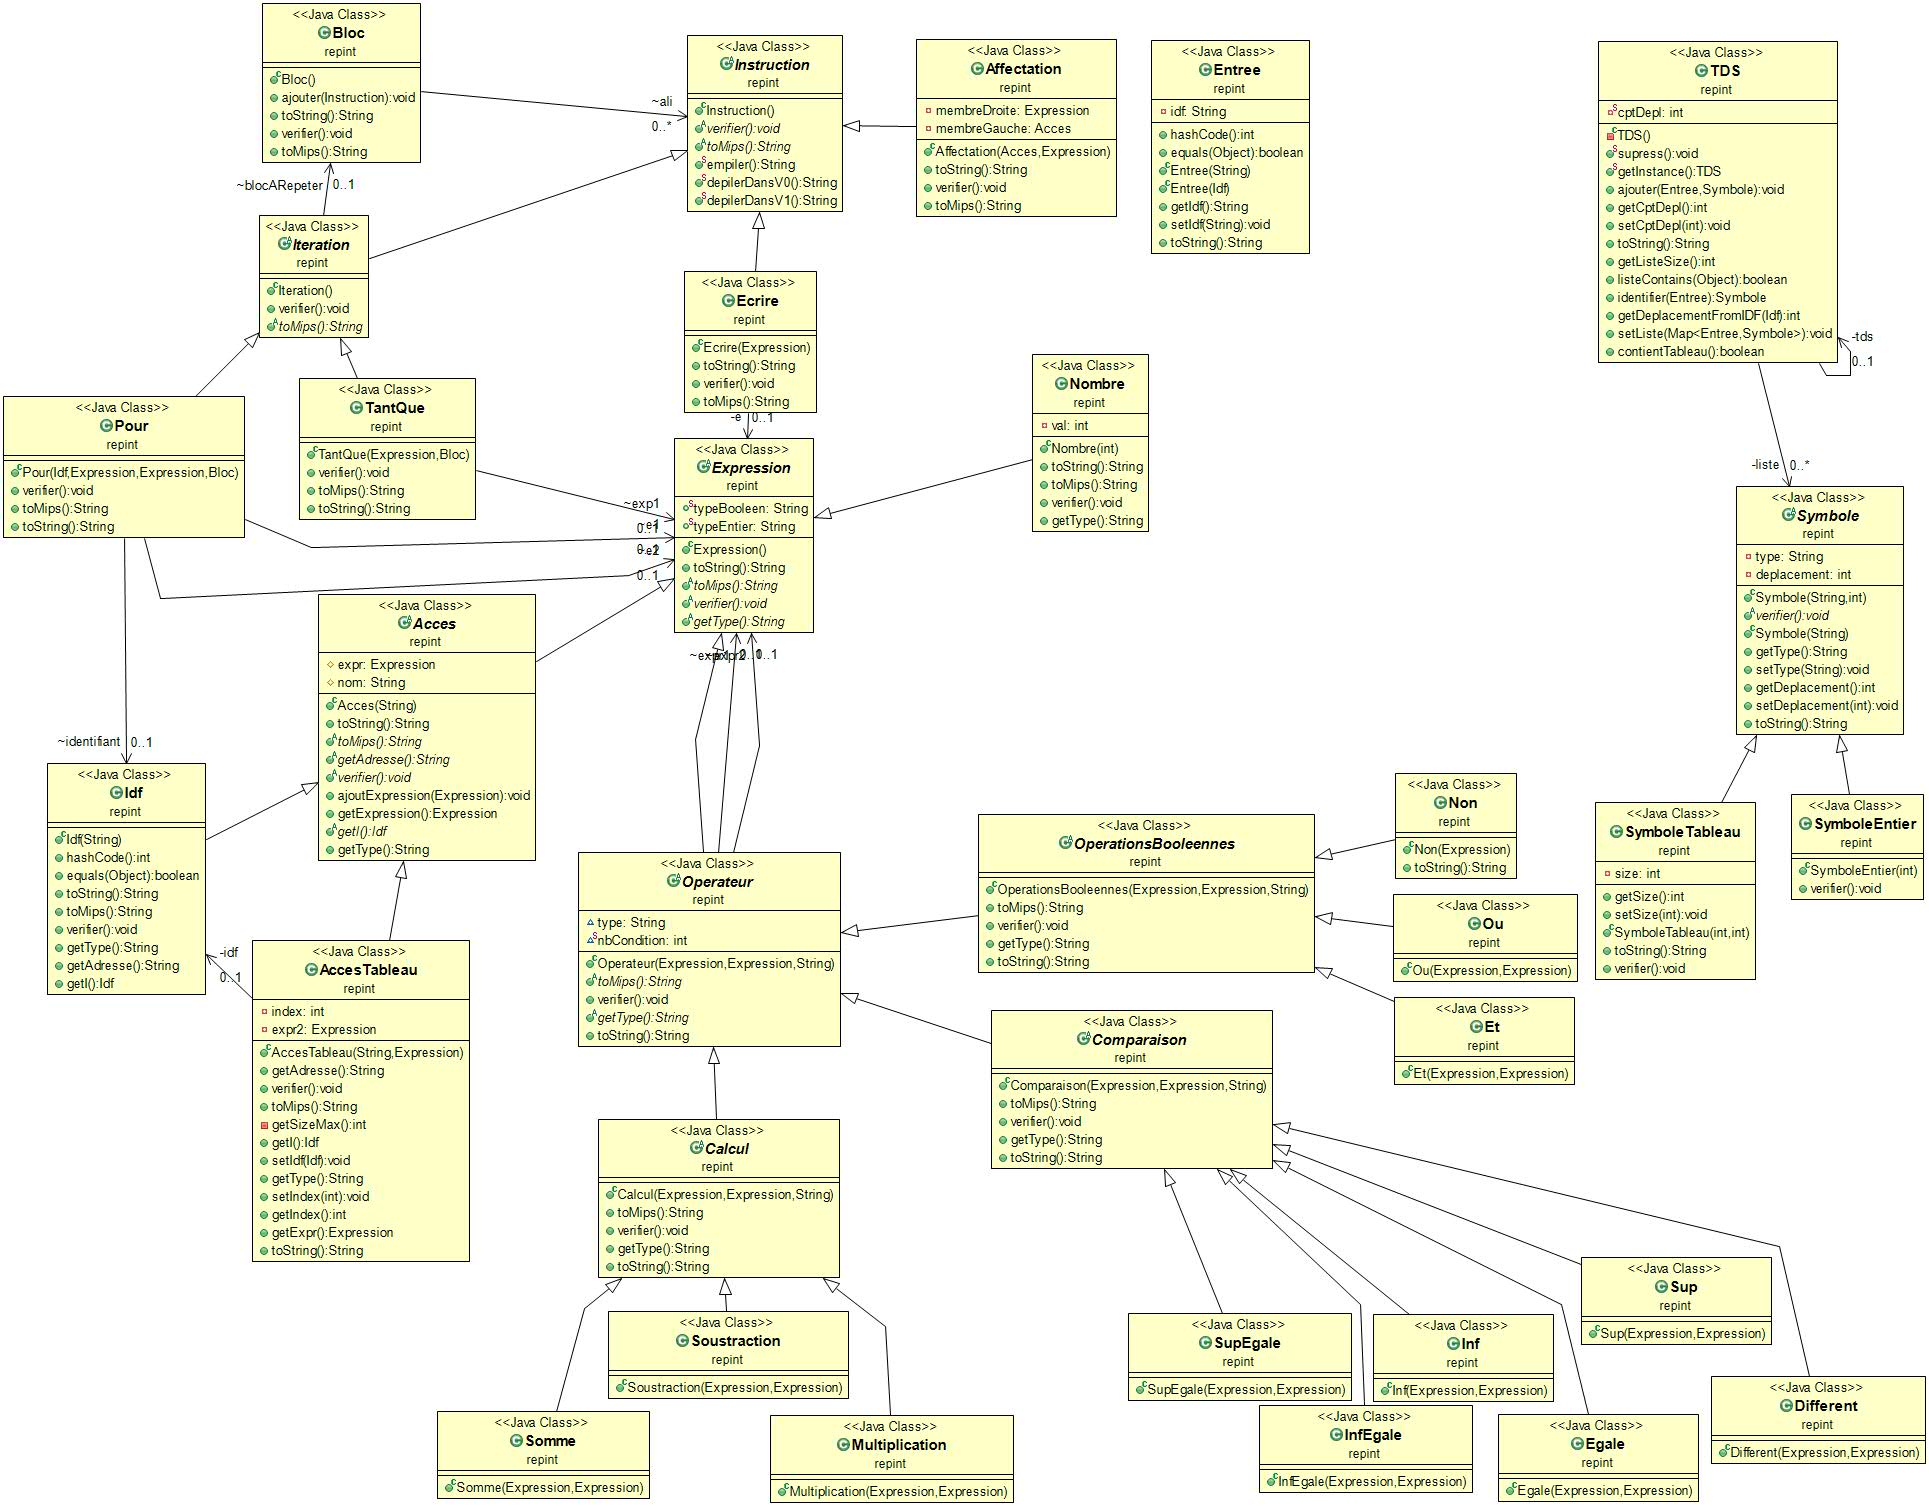 <<Java Class>>
Bloc
repint
Bloc()
ajouter(Instruction):void
toString():String
verifier():void
toMips():String
~ali
0..*
<<Java Class>>
Instruction
repint
Instruction()
verifier():void
toMips():String
empiler():String
depilerDansV0():String
depilerDansV1():String
<<Java Class>>
Affectation
repint
membreDroite: Expression
membreGauche: Acces
Affectation(Acces,Expression)
toString():String
verifier():void
toMips():String
<<Java Class>>
Entree
repint
idf: String
hashCode():int
equals(Object):boolean
Entree(String)
Entree(Idf)
getIdf():String
setIdf(String):void
toString():String
<<Java Class>>
TDS
repint
cptDepl: int
TDS()
supress():void
getInstance():TDS
ajouter(Entree,Symbole):void
getCptDepl():int
setCptDepl(int):void
toString():String
getListeSize():int
listeContains(Object):boolean
identifier(Entree):Symbole
getDeplacementFromIDF(Idf):int
setListe(Map<Entree,Symbole>):void
contientTableau():boolean
-tds
0..1
~blocARepeter 0..1
<<Java Class>>
Iteration
repint
Iteration()
verifier():void
toMips():String
<<Java Class>>
Ecrire
repint
Ecrire(Expression)
toString():String
verifier():void
toMips():String
-e 0..1
<<Java Class>>
Nombre
repint
val: int
Nombre(int)
toString():String
toMips():String
verifier():void
getType():String
<<Java Class>>
Pour
repint
Pour(Idf,Expression,Expression,Bloc)
verifier():void
toMips():String
toString():String
<<Java Class>>
TantQue
repint
TantQue(Expression,Bloc)
verifier():void
toMips():String
toString():String
~exp1
0..1
~e1
0..1
~e2
0..1
<<Java Class>>
Expression
repint
typeBooleen: String
typeEntier: String
Expression()
toString():String
toMips():String
verifier():void
getType():String
-liste 0..*
<<Java Class>>
Symbole
repint
type: String
deplacement: int
Symbole(String,int)
verifier():void
Symbole(String)
getType():String
setType(String):void
getDeplacement():int
setDeplacement(int):void
toString():String
<<Java Class>>
Acces
repint
expr: Expression
nom: String
Acces(String)
toString():String
toMips():String
getAdresse():String
verifier():void
ajoutExpression(Expression):void
getExpression():Expression
getI():Idf
getType():String
~identifiant 0..1
<<Java Class>>
Idf
repint
Idf(String)
hashCode():int
equals(Object):boolean
toString():String
toMips():String
verifier():void
getType():String
getAdresse():String
getI():Idf
-idf
0..1
<<Java Class>>
AccesTableau
repint
index: int
expr2: Expression
AccesTableau(String,Expression)
getAdresse():String
verifier():void
toMips():String
getSizeMax():int
getI():Idf
setIdf(Idf):void
getType():String
setIndex(int):void
getIndex():int
getExpr():Expression
toString():String
<<Java Class>>
Operateur
repint
type: String
nbCondition: int
Operateur(Expression,Expression,String)
toMips():String
verifier():void
getType():String
toString():String
<<Java Class>>
OperationsBooleennes
repint
OperationsBooleennes(Expression,Expression,String)
toMips():String
verifier():void
getType():String
toString():String
<<Java Class>>
Non
repint
Non(Expression)
toString():String
<<Java Class>>
Ou
repint
Ou(Expression,Expression)
<<Java Class>>
Et
repint
Et(Expression,Expression)
<<Java Class>>
SymboleTableau
repint
size: int
getSize():int
setSize(int):void
SymboleTableau(int,int)
toString():String
verifier():void
<<Java Class>>
SymboleEntier
repint
SymboleEntier(int)
verifier():void
<<Java Class>>
Comparaison
repint
Comparaison(Expression,Expression,String)
toMips():String
verifier():void
getType():String
toString():String
<<Java Class>>
Calcul
repint
Calcul(Expression,Expression,String)
toMips():String
verifier():void
getType():String
toString():String
<<Java Class>>
Soustraction
repint
Soustraction(Expression,Expression)
<<Java Class>>
Somme
repint
Somme(Expression,Expression)
<<Java Class>>
Multiplication
repint
Multiplication(Expression,Expression)
<<Java Class>>
SupEgale
repint
SupEgale(Expression,Expression)
<<Java Class>>
Inf
repint
Inf(Expression,Expression)
<<Java Class>>
InfEgale
repint
InfEgale(Expression,Expression)
<<Java Class>>
Sup
repint
Sup(Expression,Expression)
<<Java Class>>
Egale
repint
Egale(Expression,Expression)
<<Java Class>>
Different
repint
Different(Expression,Expression)